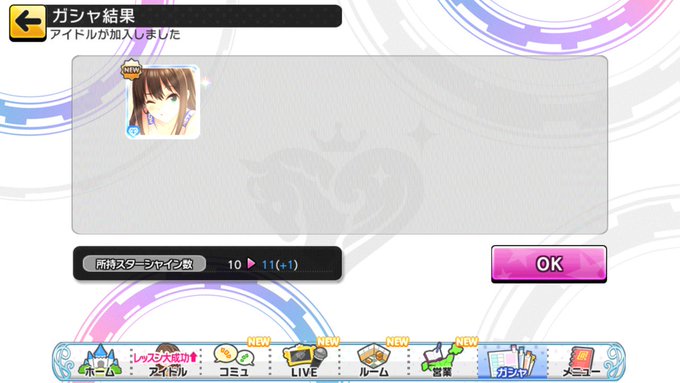 ガシャ結果
アイドルが加入しました
NEW
所持スターシャイン数 10 ▶ 11(+1)
OK
NEW NEW NEW NEW
レッスン大成功⬆
ホーム アイドル コミュ LIVE ルーム 営業 ガシャ メニュー